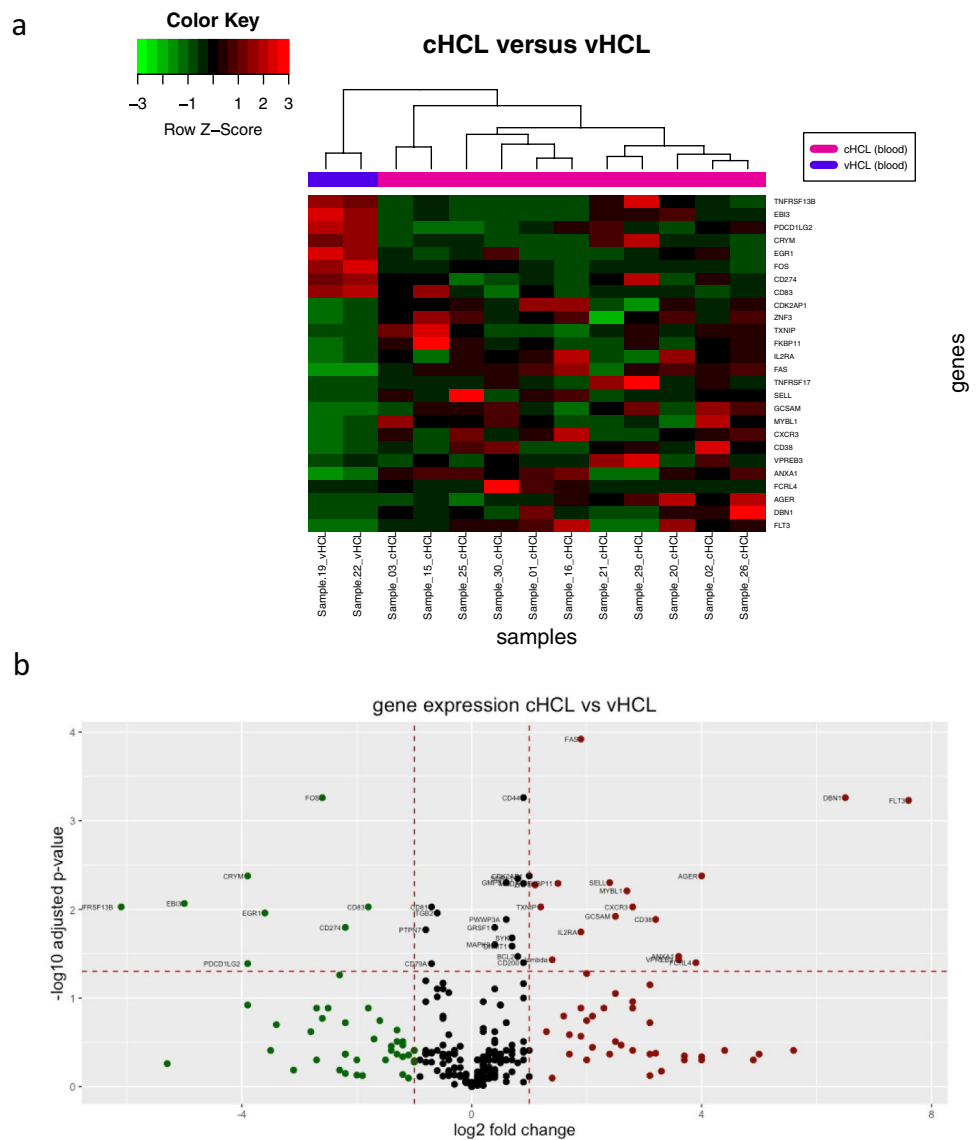 a
Color Key
−3 −1 1 2 3
Row Z−Score
cHCL versus vHCL
cHCL (blood)
vHCL (blood)
TNFRSF13B
EBI3
PDCD1LG2
CRYM
EGR1
FOS
CD274
CD83
CDK2AP1
ZNF3
TXNIP
FKBP11
IL2RA
FAS
TNFRSF17
SELL
GCSAM
MYBL1
CXCR3
CD38
VPREB3
ANXA1
FCRL4
AGER
DBN1
FLT3
genes
Sample.19_vHCL
Sample.22_vHCL
Sample_03_cHCL
Sample_15_cHCL
Sample_25_cHCL
Sample_30_cHCL
Sample_01_cHCL
Sample_16_cHCL
Sample_21_cHCL
Sample_29_cHCL
Sample_20_cHCL
Sample_02_cHCL
Sample_26_cHCL
samples
b
gene expression cHCL vs vHCL
4
FAS
FOS CD44 DBN1 FLT3
3
CRYM AGER
SELL
MYBL1
EBI3 CD83 CD81 TXNIP CXCR3
2
EGR1 ITGB2 GCSAM
PWWP3A CD38
CD274 PTPN7 GRSF1 IL2RA
SYK
MAPK9
BCL2 ANXA1
PDCD1LG2 CD79A CD200 FCRL4
1
0
-4 0 4 8
log2 fold change
-log10 adjusted p-value